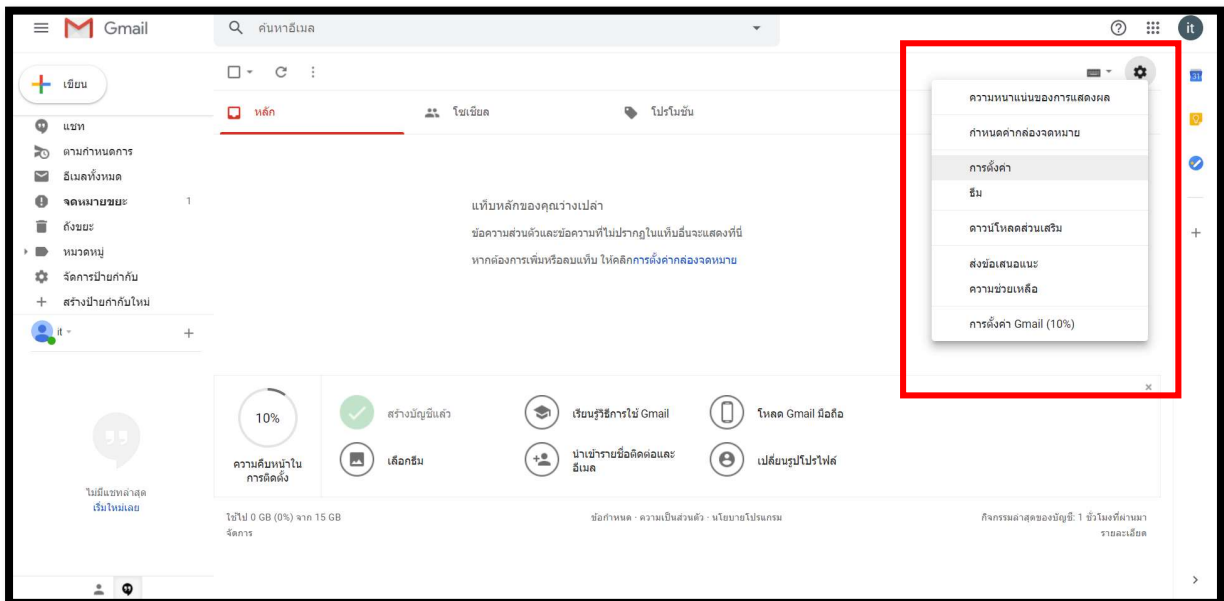 Gmail
ค้นหาอีเมล
it
เขียน
หลัก
โซเชียล
โปรโมชัน
31
แชท
ตามกำหนดการ
อีเมลทั้งหมด
จดหมายขยะ 1
ถังขยะ
หมวดหมู่
จัดการป้ายกำกับ
สร้างป้ายกำกับใหม่
it
ไม่มีแชทล่าสุด
เริ่มใหม่เลย
แท็บหลักของคุณว่างเปล่า
ข้อความส่วนตัวและข้อความที่ไม่ปรากฏในแท็บอื่นจะแสดงที่นี่
หากต้องการเพิ่มหรือลบแท็บ ให้คลิกการตั้งค่ากล่องจดหมาย
ความหนาแน่นของการแสดงผล
กำหนดค่ากล่องจดหมาย
การตั้งค่า
ธีม
ดาวน์โหลดส่วนเสริม
ส่งข้อเสนอแนะ
ความช่วยเหลือ
การตั้งค่า Gmail (10%)
10%
ความคืบหน้าใน
การติดตั้ง
สร้างบัญชีแล้ว
เรียนรู้วิธีการใช้ Gmail
โหลด Gmail มือถือ
เลือกธีม
นำเข้ารายชื่อติดต่อและ
อีเมล
เปลี่ยนรูปโปรไฟล์
ใช้ไป 0 GB (0%) จาก 15 GB
จัดการ
ข้อกำหนด · ความเป็นส่วนตัว · นโยบายโปรแกรม
กิจกรรมล่าสุดของบัญชี: 1 ชั่วโมงที่ผ่านมา
รายละเอียด